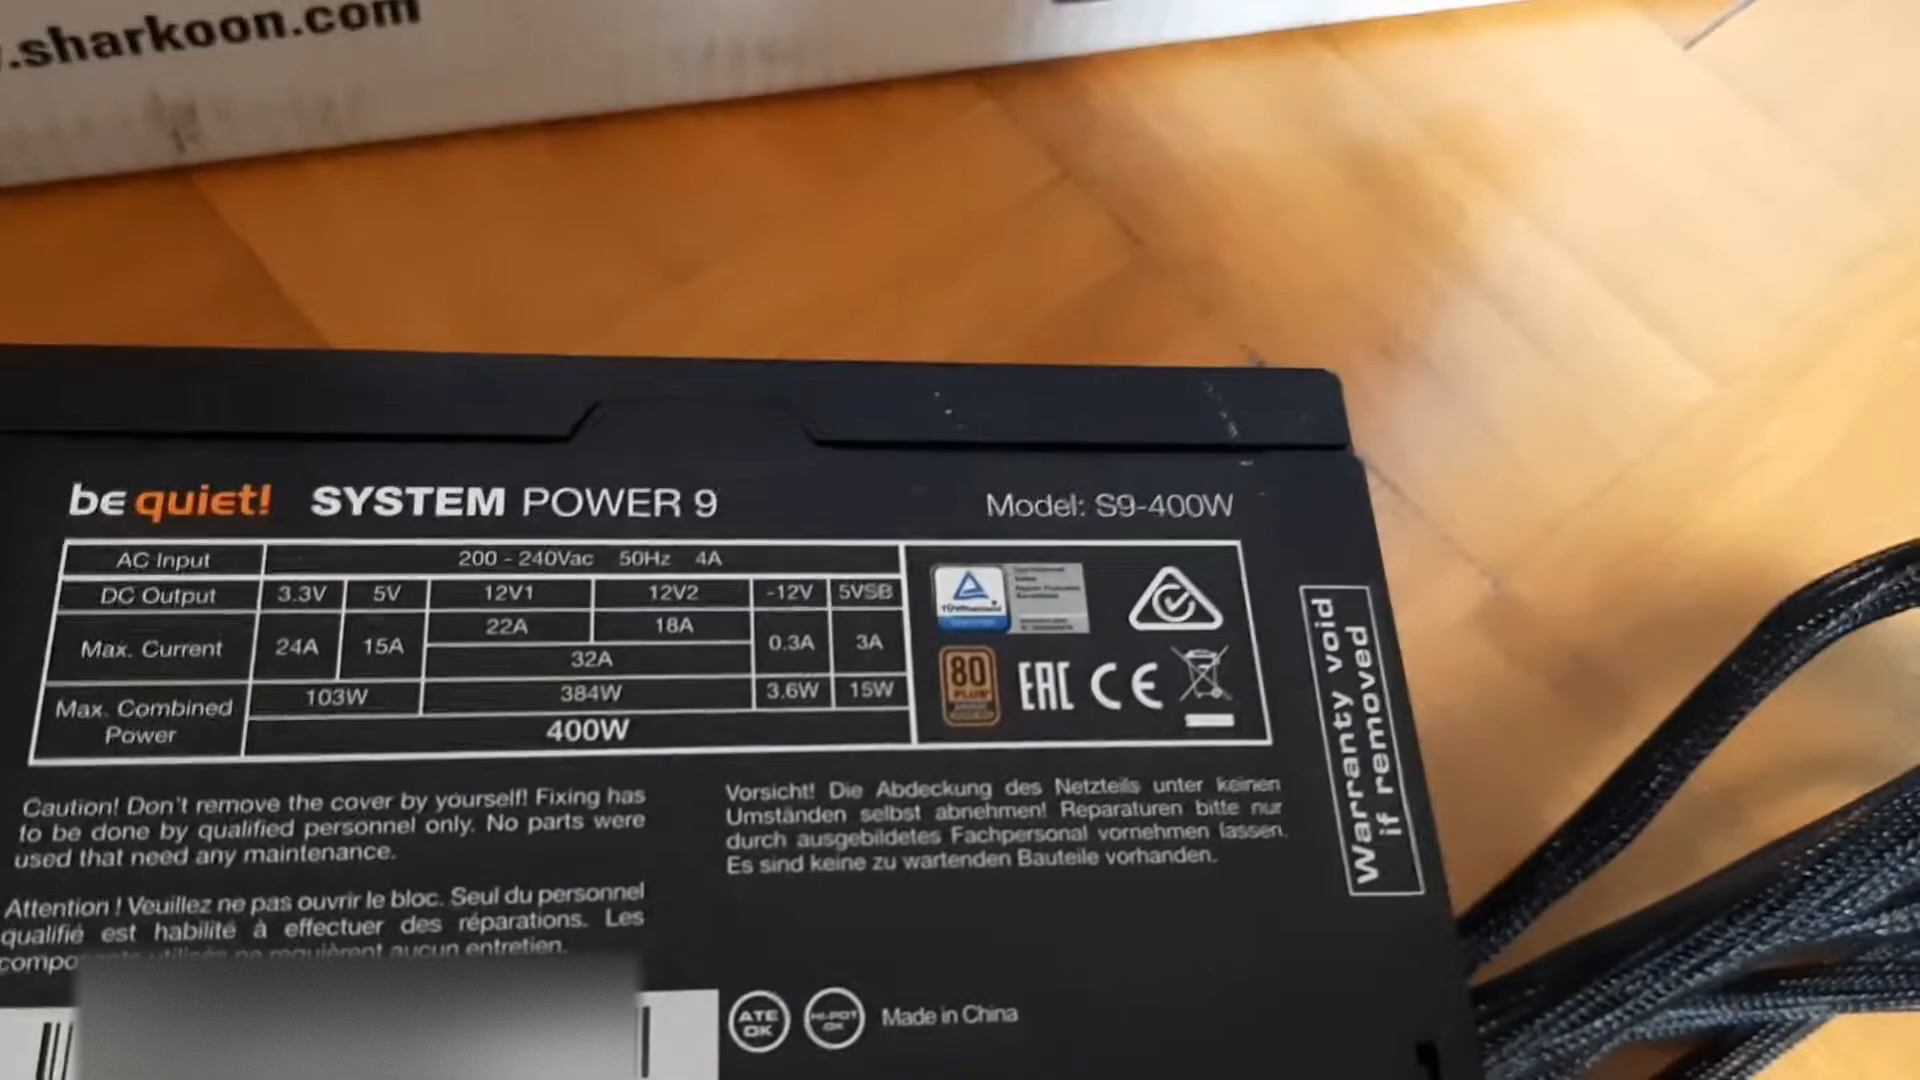 .sharkoon.com
be quiet! SYSTEM POWER 9 Model: S9-400W
AC Input 200 - 240Vac 50Hz 4A
DC Output 3.3V 5V 12V1 12V2 -12V 5VSB
Max. Current 24A 15A 22A 18A 0.3A 3A
32A
Max. Combined Power 103W 384W 3.6W 15W
400W
TÜVRheinland
80
PLUS
BRONZE
EAC CE
Warranty void
if removed
Caution! Don't remove the cover by yourself! Fixing has
to be done by qualified personnel only. No parts were
used that need any maintenance.
Vorsicht! Die Abdeckung des Netzteils unter keinen
Umständen selbst abnehmen! Reparaturen bitte nur
durch ausgebildetes Fachpersonal vornehmen lassen.
Es sind keine zu wartenden Bauteile vorhanden.
Attention ! Veuillez ne pas ouvrir le bloc. Seul du personnel
qualifié est habilité à effectuer des réparations. Les
aucun entretien.
ATE
OK
HI-POT
OK
Made in China